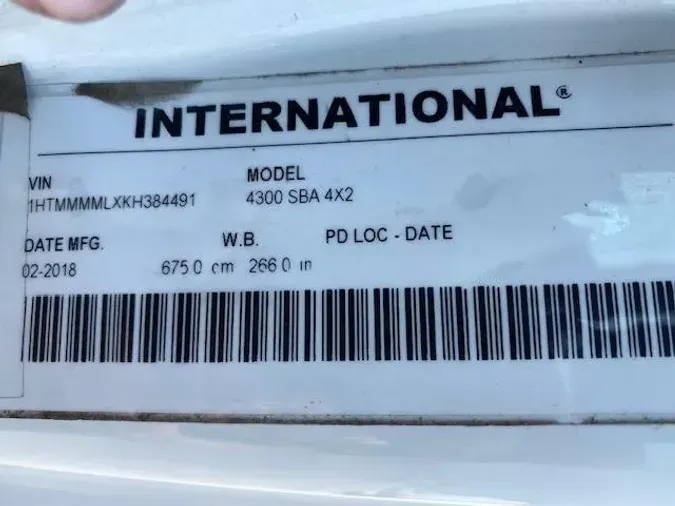 INTERNATIONAL®
VIN MODEL
1HTMMMMLXKH384491 4300 SBA 4X2
DATE MFG. W.B. PD LOC - DATE
02-2018 675.0 cm 266.0 in